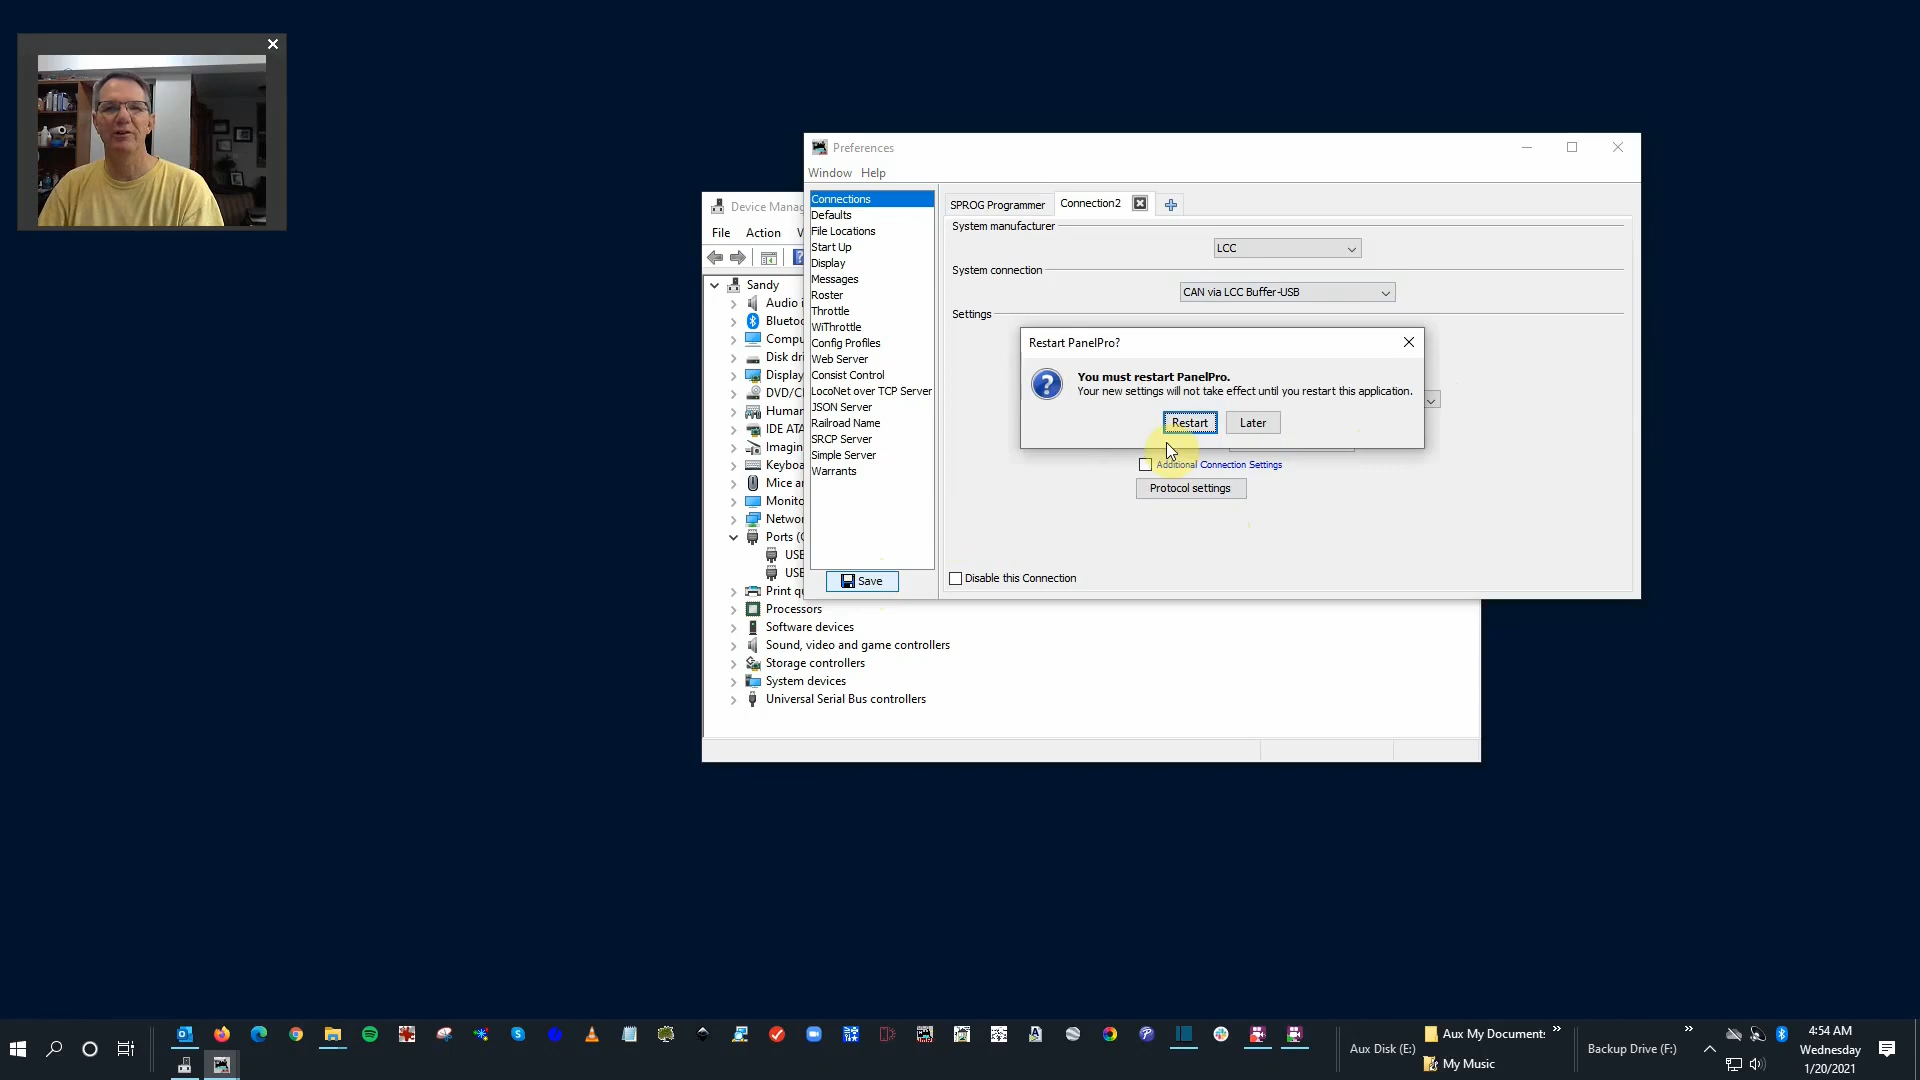 Preferences
Window Help
Connections
Defaults
File Locations
Start Up
Display
Messages
Roster
Throttle
WiThrottle
Config Profiles
Web Server
Consist Control
LocoNet over TCP Server
JSON Server
Railroad Name
SRCP Server
Simple Server
Warrants
Save
SPROG Programmer Connection2
System manufacturer
LCC
System connection
CAN via LCC Buffer-USB
Settings
Restart PanelPro?
You must restart PanelPro.
Your new settings will not take effect until you restart this application.
Restart Later
Additional Connection Settings
Protocol settings
Disable this Connection
Device Manag
File Action
Sandy
Audio i
Bluetoo
Compu
Disk dri
Display
DVD/CI
Human
IDE ATA
Imagin
Keyboa
Mice an
Monito
Networ
Ports (C
USB
USB
Print qu
Processors
Software devices
Sound, video and game controllers
Storage controllers
System devices
Universal Serial Bus controllers
Aux Disk (E:)
Aux My Documents
My Music
Backup Drive (F:)
4:54 AM
Wednesday
1/20/2021